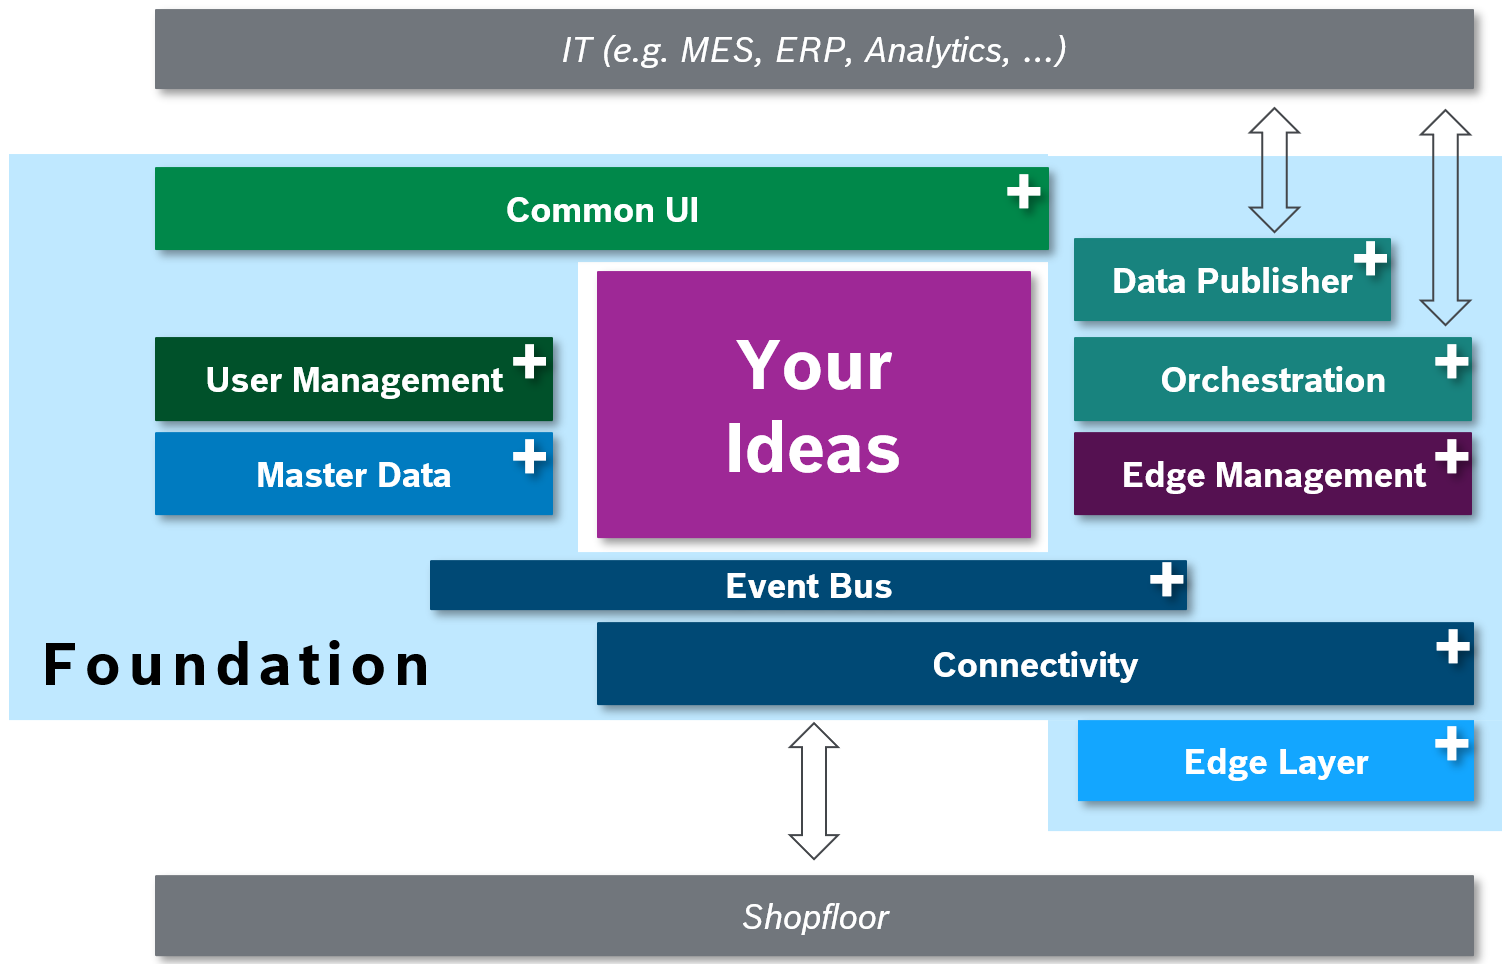 IT (e.g. MES, ERP, Analytics, ...)
Common UI
Data Publisher
Your
Ideas
User Management
Orchestration
Master Data
Edge Management
Event Bus
Foundation
Connectivity
Edge Layer
Shopfloor